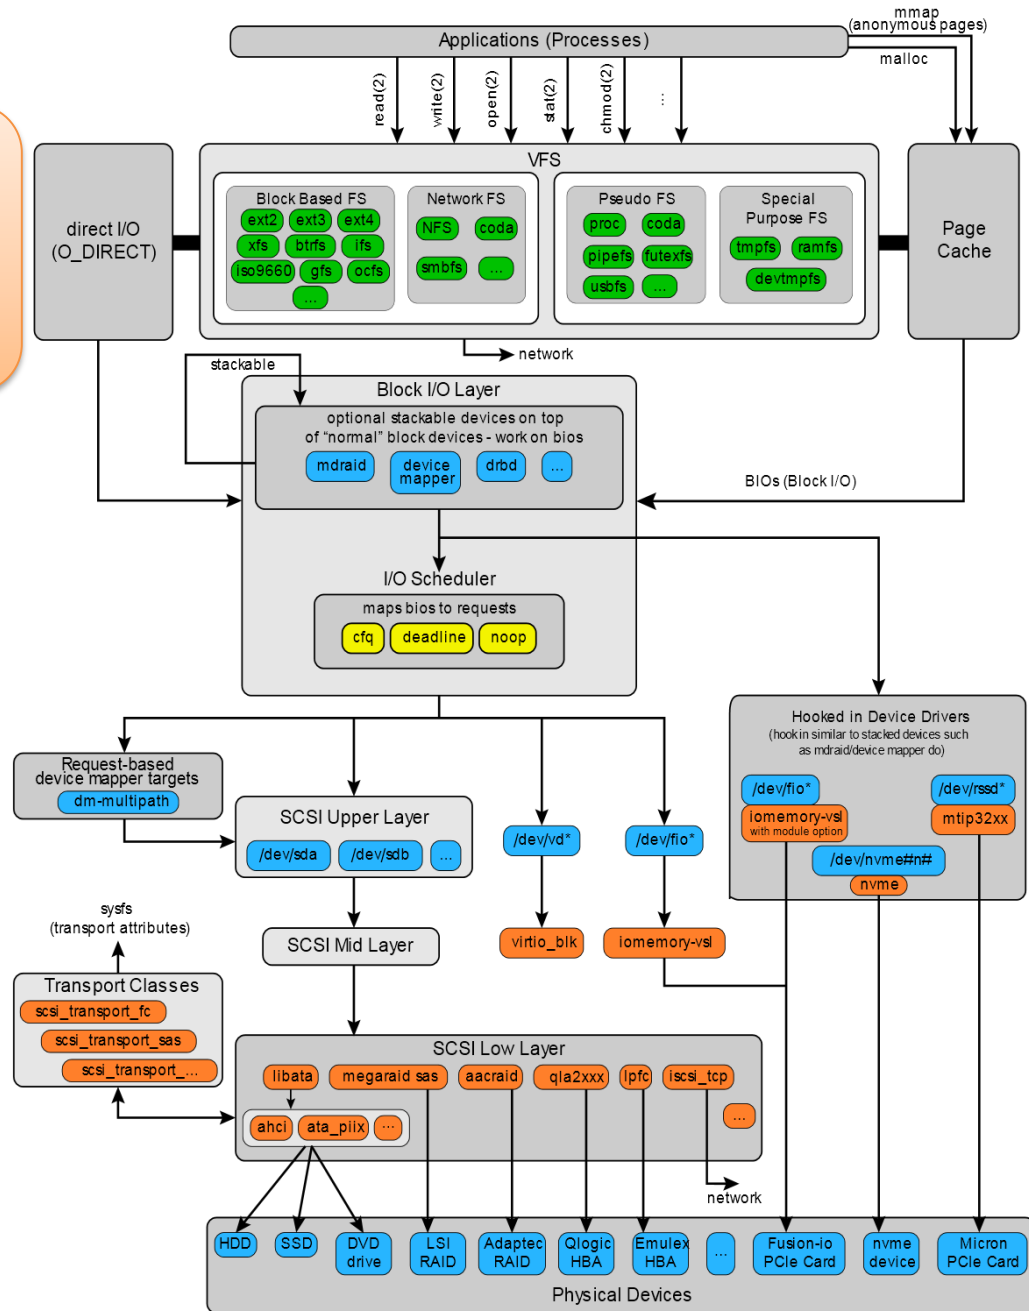 mmap
(anonymous pages)
malloc
Applications (Processes)
read(2)
write(2)
open(2)
stat(2)
chmod(2)
...
VFS
direct I/O
(O_DIRECT)
Block Based FS
ext2 ext3 ext4
xfs btrfs ifs
iso9660 gfs ocfs
...
Network FS
NFS coda
smbfs ...
Pseudo FS
proc coda
pipefs futexfs
usbfs ...
Special
Purpose FS
tmpfs ramfs
devtmpfs
Page
Cache
network
stackable
Block I/O Layer
optional stackable devices on top
of “normal” block devices - work on bios
mdraid device mapper drbd ...
BIOs (Block I/O)
I/O Scheduler
maps bios to requests
cfq deadline noop
Hooked in Device Drivers
(hook in similar to stacked devices such
as mdraid/device mapper do)
/dev/fio*
iomemory-vsl
with module option
/dev/rssd*
mtip32xx
/dev/nvme#n#
nvme
Request-based
device mapper targets
dm-multipath
SCSI Upper Layer
/dev/sda /dev/sdb ...
/dev/vd*
/dev/fio*
sysfs
(transport attributes)
SCSI Mid Layer
virtio_blk
iomemory-vsl
Transport Classes
scsi_transport_fc
scsi_transport_sas
scsi_transport_...
SCSI Low Layer
libata megaraid sas aacraid qla2xxx lpfc iscsi_tcp
...
ahci ata_piix ...
network
HDD
SSD
DVD
drive
LSI
RAID
Adaptec
RAID
Qlogic
HBA
Emulex
HBA
...
Fusion-io
PCIe Card
nvme
device
Micron
PCIe Card
Physical Devices